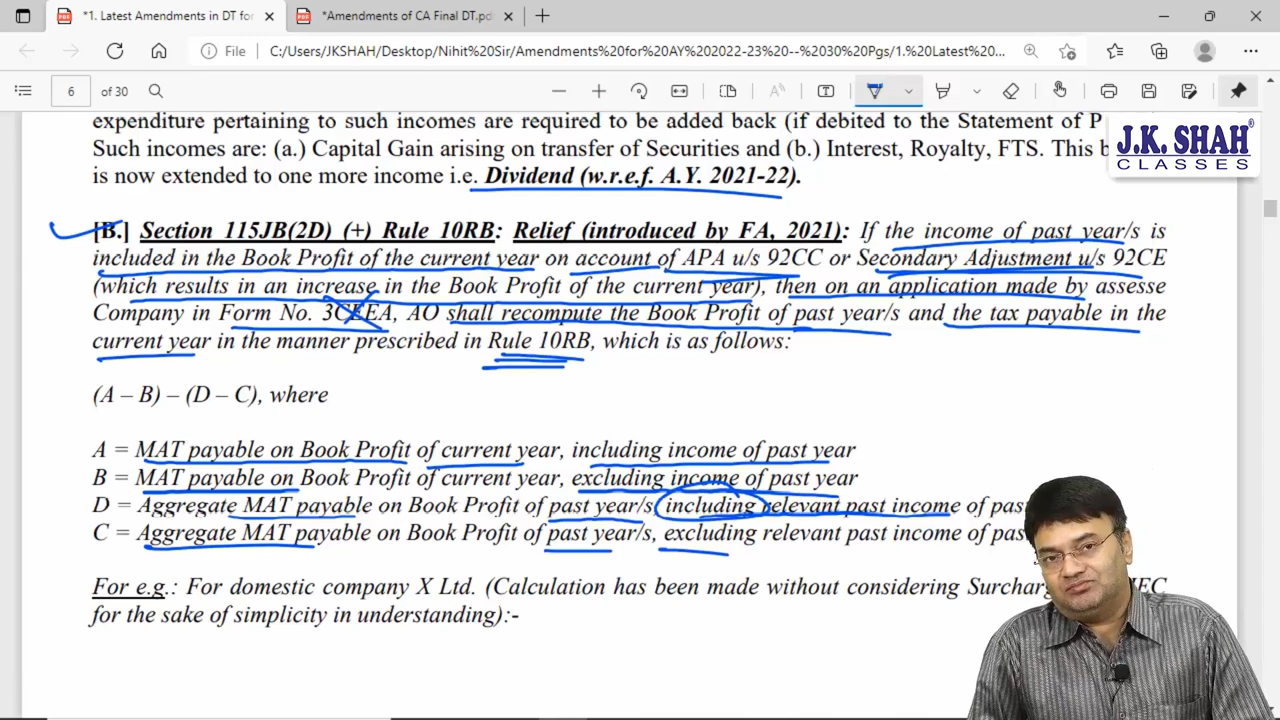 *1. Latest Amendments in DT for
*Amendments of CA Final DT.pd
File
C:/Users/JKSHAH/Desktop/Nihit%20Sir/Amendments%20for%20AY%202022-23%20--%2030%20Pgs/1.%20Latest%20...
6 of 30
J.K. SHAH®
CLASSES
expenditure pertaining to such incomes are required to be added back (if debited to the Statement of P
Such incomes are: (a.) Capital Gain arising on transfer of Securities and (b.) Interest, Royalty, FTS. This b
is now extended to one more income i.e. Dividend (w.r.e.f. A.Y. 2021-22).
[B.] Section 115JB(2D) (+) Rule 10RB: Relief (introduced by FA, 2021): If the income of past year/s is
included in the Book Profit of the current year on account of APA u/s 92CC or Secondary Adjustment u/s 92CE
(which results in an increase in the Book Profit of the current year), then on an application made by assesse
Company in Form No. 3CEEA, AO shall recompute the Book Profit of past year/s and the tax payable in the
current year in the manner prescribed in Rule 10RB, which is as follows:
(A – B) – (D – C), where
A = MAT payable on Book Profit of current year, including income of past year
B = MAT payable on Book Profit of current year, excluding income of past year
D = Aggregate MAT payable on Book Profit of past year/s including relevant past income of pas
C = Aggregate MAT payable on Book Profit of past year/s, excluding relevant past income of pas
For e.g.: For domestic company X Ltd. (Calculation has been made without considering Surcharg EC
for the sake of simplicity in understanding):-